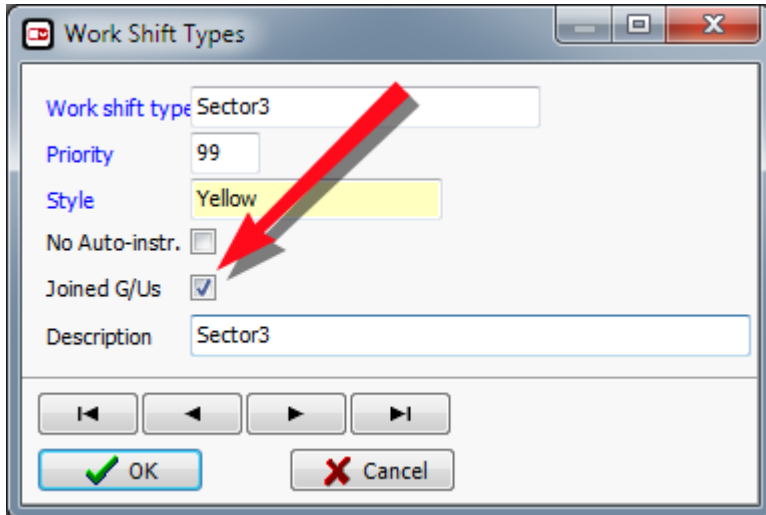 Work Shift Types
Work shift type Sector3
Priority 99
Style Yellow
No Auto-instr.
Joined G/Us
Description Sector3
OK Cancel